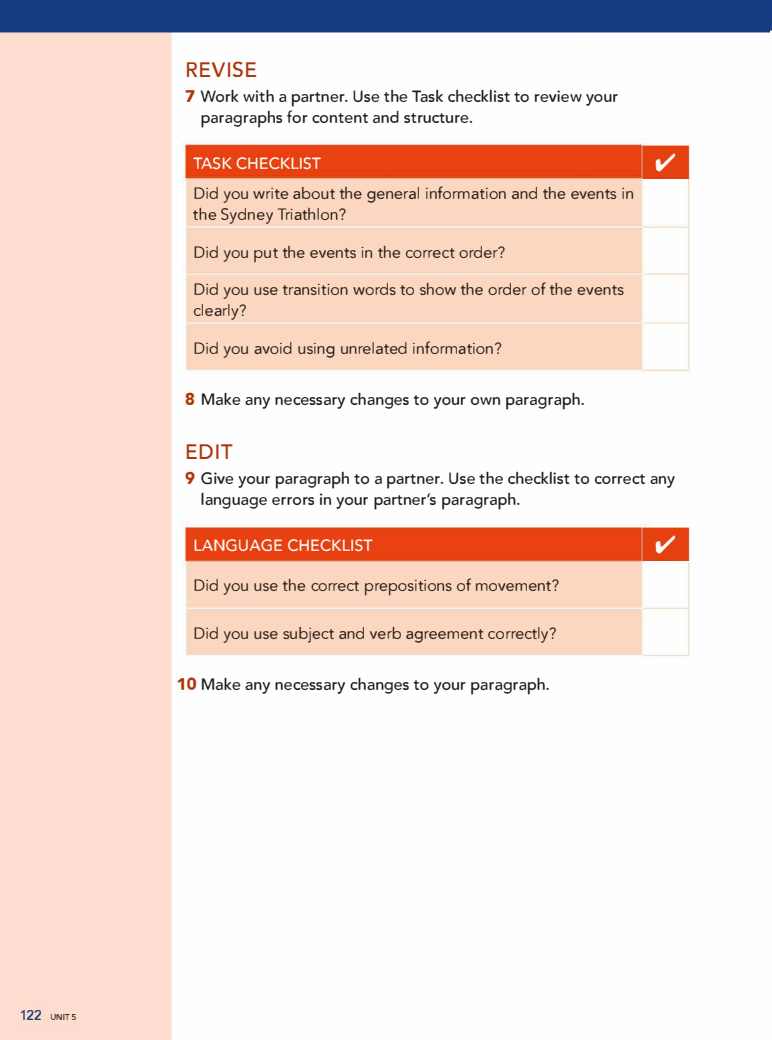 REVISE
7 Work with a partner. Use the Task checklist to review your
paragraphs for content and structure.
TASK CHECKLIST ✔
Did you write about the general information and the events in
the Sydney Triathlon?
Did you put the events in the correct order?
Did you use transition words to show the order of the events
clearly?
Did you avoid using unrelated information?
8 Make any necessary changes to your own paragraph.
EDIT
9 Give your paragraph to a partner. Use the checklist to correct any
language errors in your partner's paragraph.
LANGUAGE CHECKLIST ✔
Did you use the correct prepositions of movement?
Did you use subject and verb agreement correctly?
10 Make any necessary changes to your paragraph.
122 UNIT 5